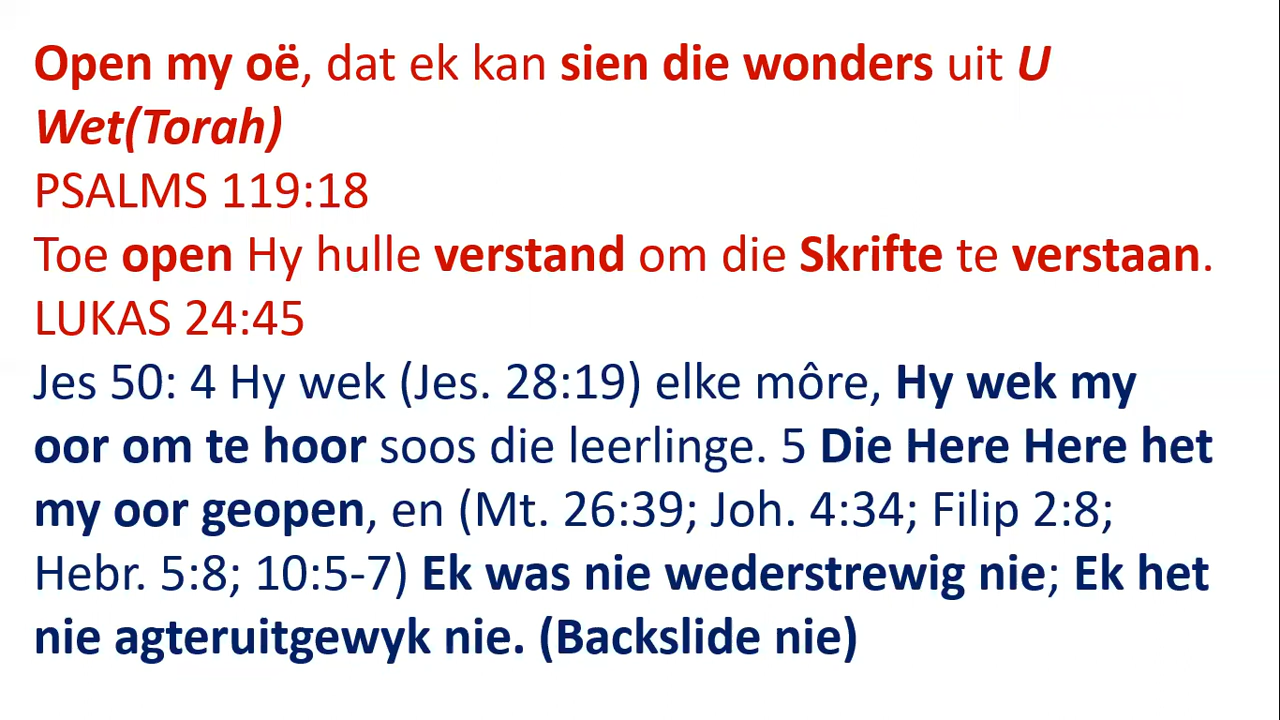 Open my oë, dat ek kan sien die wonders uit U
Wet(Torah)
PSALMS 119:18
Toe open Hy hulle verstand om die Skrifte te verstaan.
LUKAS 24:45
Jes 50: 4 Hy wek (Jes. 28:19) elke môre, Hy wek my
oor om te hoor soos die leerlinge. 5 Die Here Here het
my oor geopen, en (Mt. 26:39; Joh. 4:34; Filip 2:8;
Hebr. 5:8; 10:5-7) Ek was nie wederstrewig nie; Ek het
nie agteruitgewyk nie. (Backslide nie)